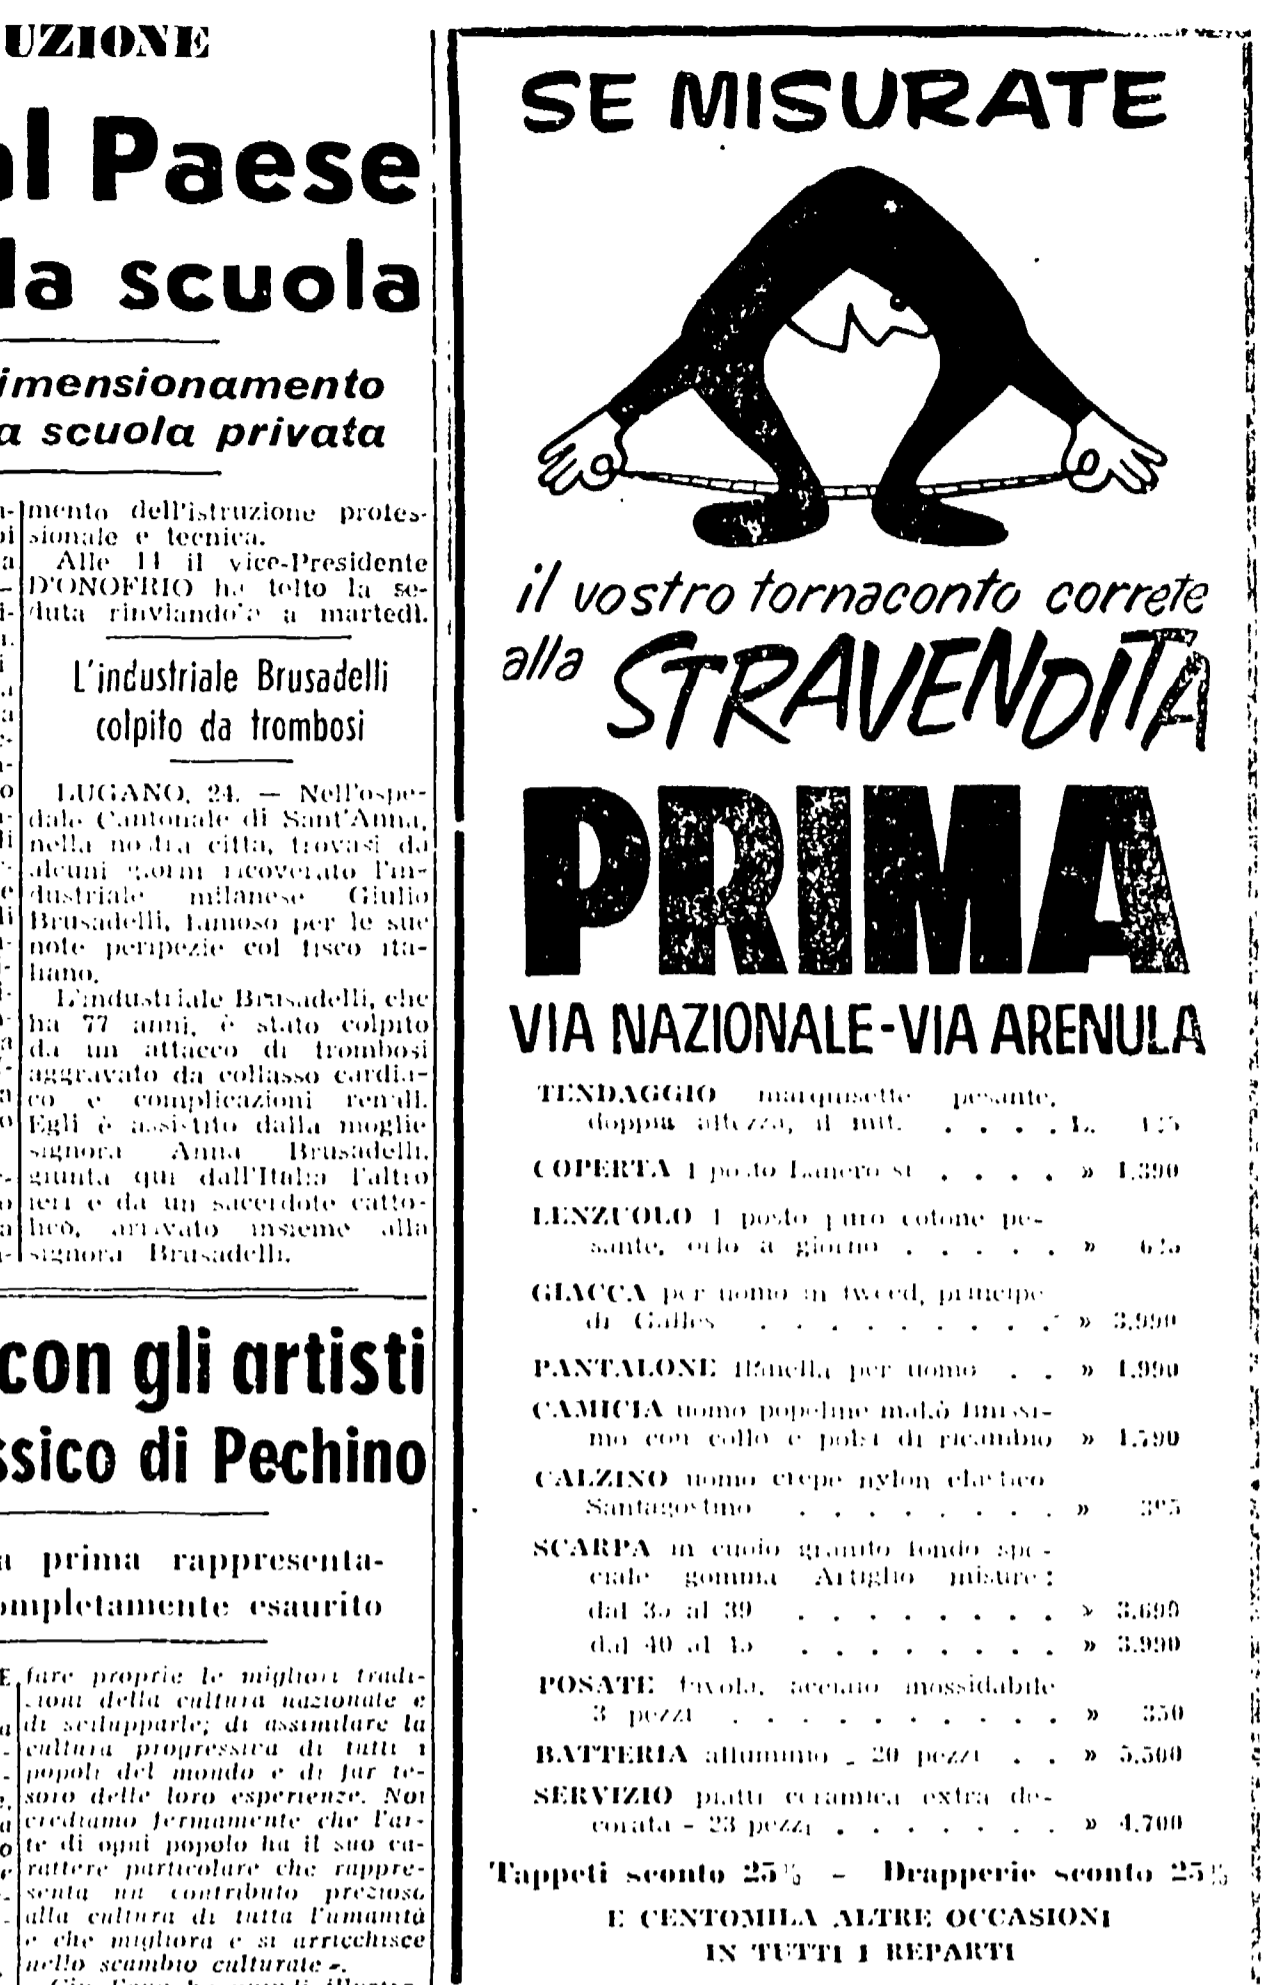 UZIONE
al Paese
la scuola
imensionamento
a scuola privata
mento dell'istruzione profes-
sionale e tecnica.
Alle 14 il vice-Presidente
D'ONOFRIO ha tolto la se-
duta rinviandola a martedì.
L'industriale Brusadelli
colpito da trombosi
LUGANO, 24. — Nell'ospe-
dale Cantonale di Sant'Anna,
nella nostra città, trovasi da
alcuni giorni ricoverato l'in-
dustriale milanese Giulio
Brusadelli, famoso per le sue
note peripezie col fisco ita-
liano.
L'industriale Brusadelli, che
ha 77 anni, è stato colpito
da un attacco di trombosi
aggravato da collasso cardia-
co e complicazioni renali.
Egli è assistito dalla moglie
signora Anna Brusadelli,
giunta qui dall'Italia l'altro
ieri e da un sacerdote catto-
lico, arrivato insieme alla
signora Brusadelli.
con gli artisti
ssico di Pechino
a prima rappresenta-
ompletamente esaurito
fare proprie le migliori tradi-
zioni della cultura nazionale e
di svilupparle; di assimilare la
cultura progressiva di tutti i
popoli del mondo e di far te-
soro delle loro esperienze. Noi
crediamo fermamente che l'ar-
te di ogni popolo ha il suo ca-
rattere particolare che rappre-
senta un contributo prezioso
alla cultura di tutta l'umanità
e che migliora e si arricchisce
nello scambio culturale ».
SE MISURATE
il vostro tornaconto correte
alla STRAVENDITA
PRIMA
VIA NAZIONALE-VIA ARENULA
TENDAGGIO marquisette pesante,
doppia altezza, il mt. . . . . L.
COPERTA 1 posto Lanerossi . . . . » 1.390
LENZUOLO 1 posto puro cotone pe-
sante, orlo a giorno . . . . . »
GIACCA per uomo in tweed, principe
di Galles . . . . . . . . . » 3.990
PANTALONE flanella per uomo . . » 1.990
CAMICIA uomo popeline makò finissi-
mo con collo e polsi di ricambio » 1.790
CALZINO uomo crepe nylon elastico
Santagostino . . . . . . . . » 395
SCARPA in cuoio granito fondo spe-
ciale gomma Artiglio misure:
dal 35 al 39 . . . . . . . . » 3.690
dal 40 al 45 . . . . . . . . » 3.990
POSATE tavola, acciaio inossidabile
3 pezzi . . . . . . . . . . » 350
BATTERIA alluminio - 20 pezzi . . » 5.500
SERVIZIO piatti ceramica extra de-
corata - 23 pezzi . . . . . . . » 4.700
Tappeti sconto 25% - Drapperie sconto 25%
E CENTOMILA ALTRE OCCASIONI
IN TUTTI I REPARTI